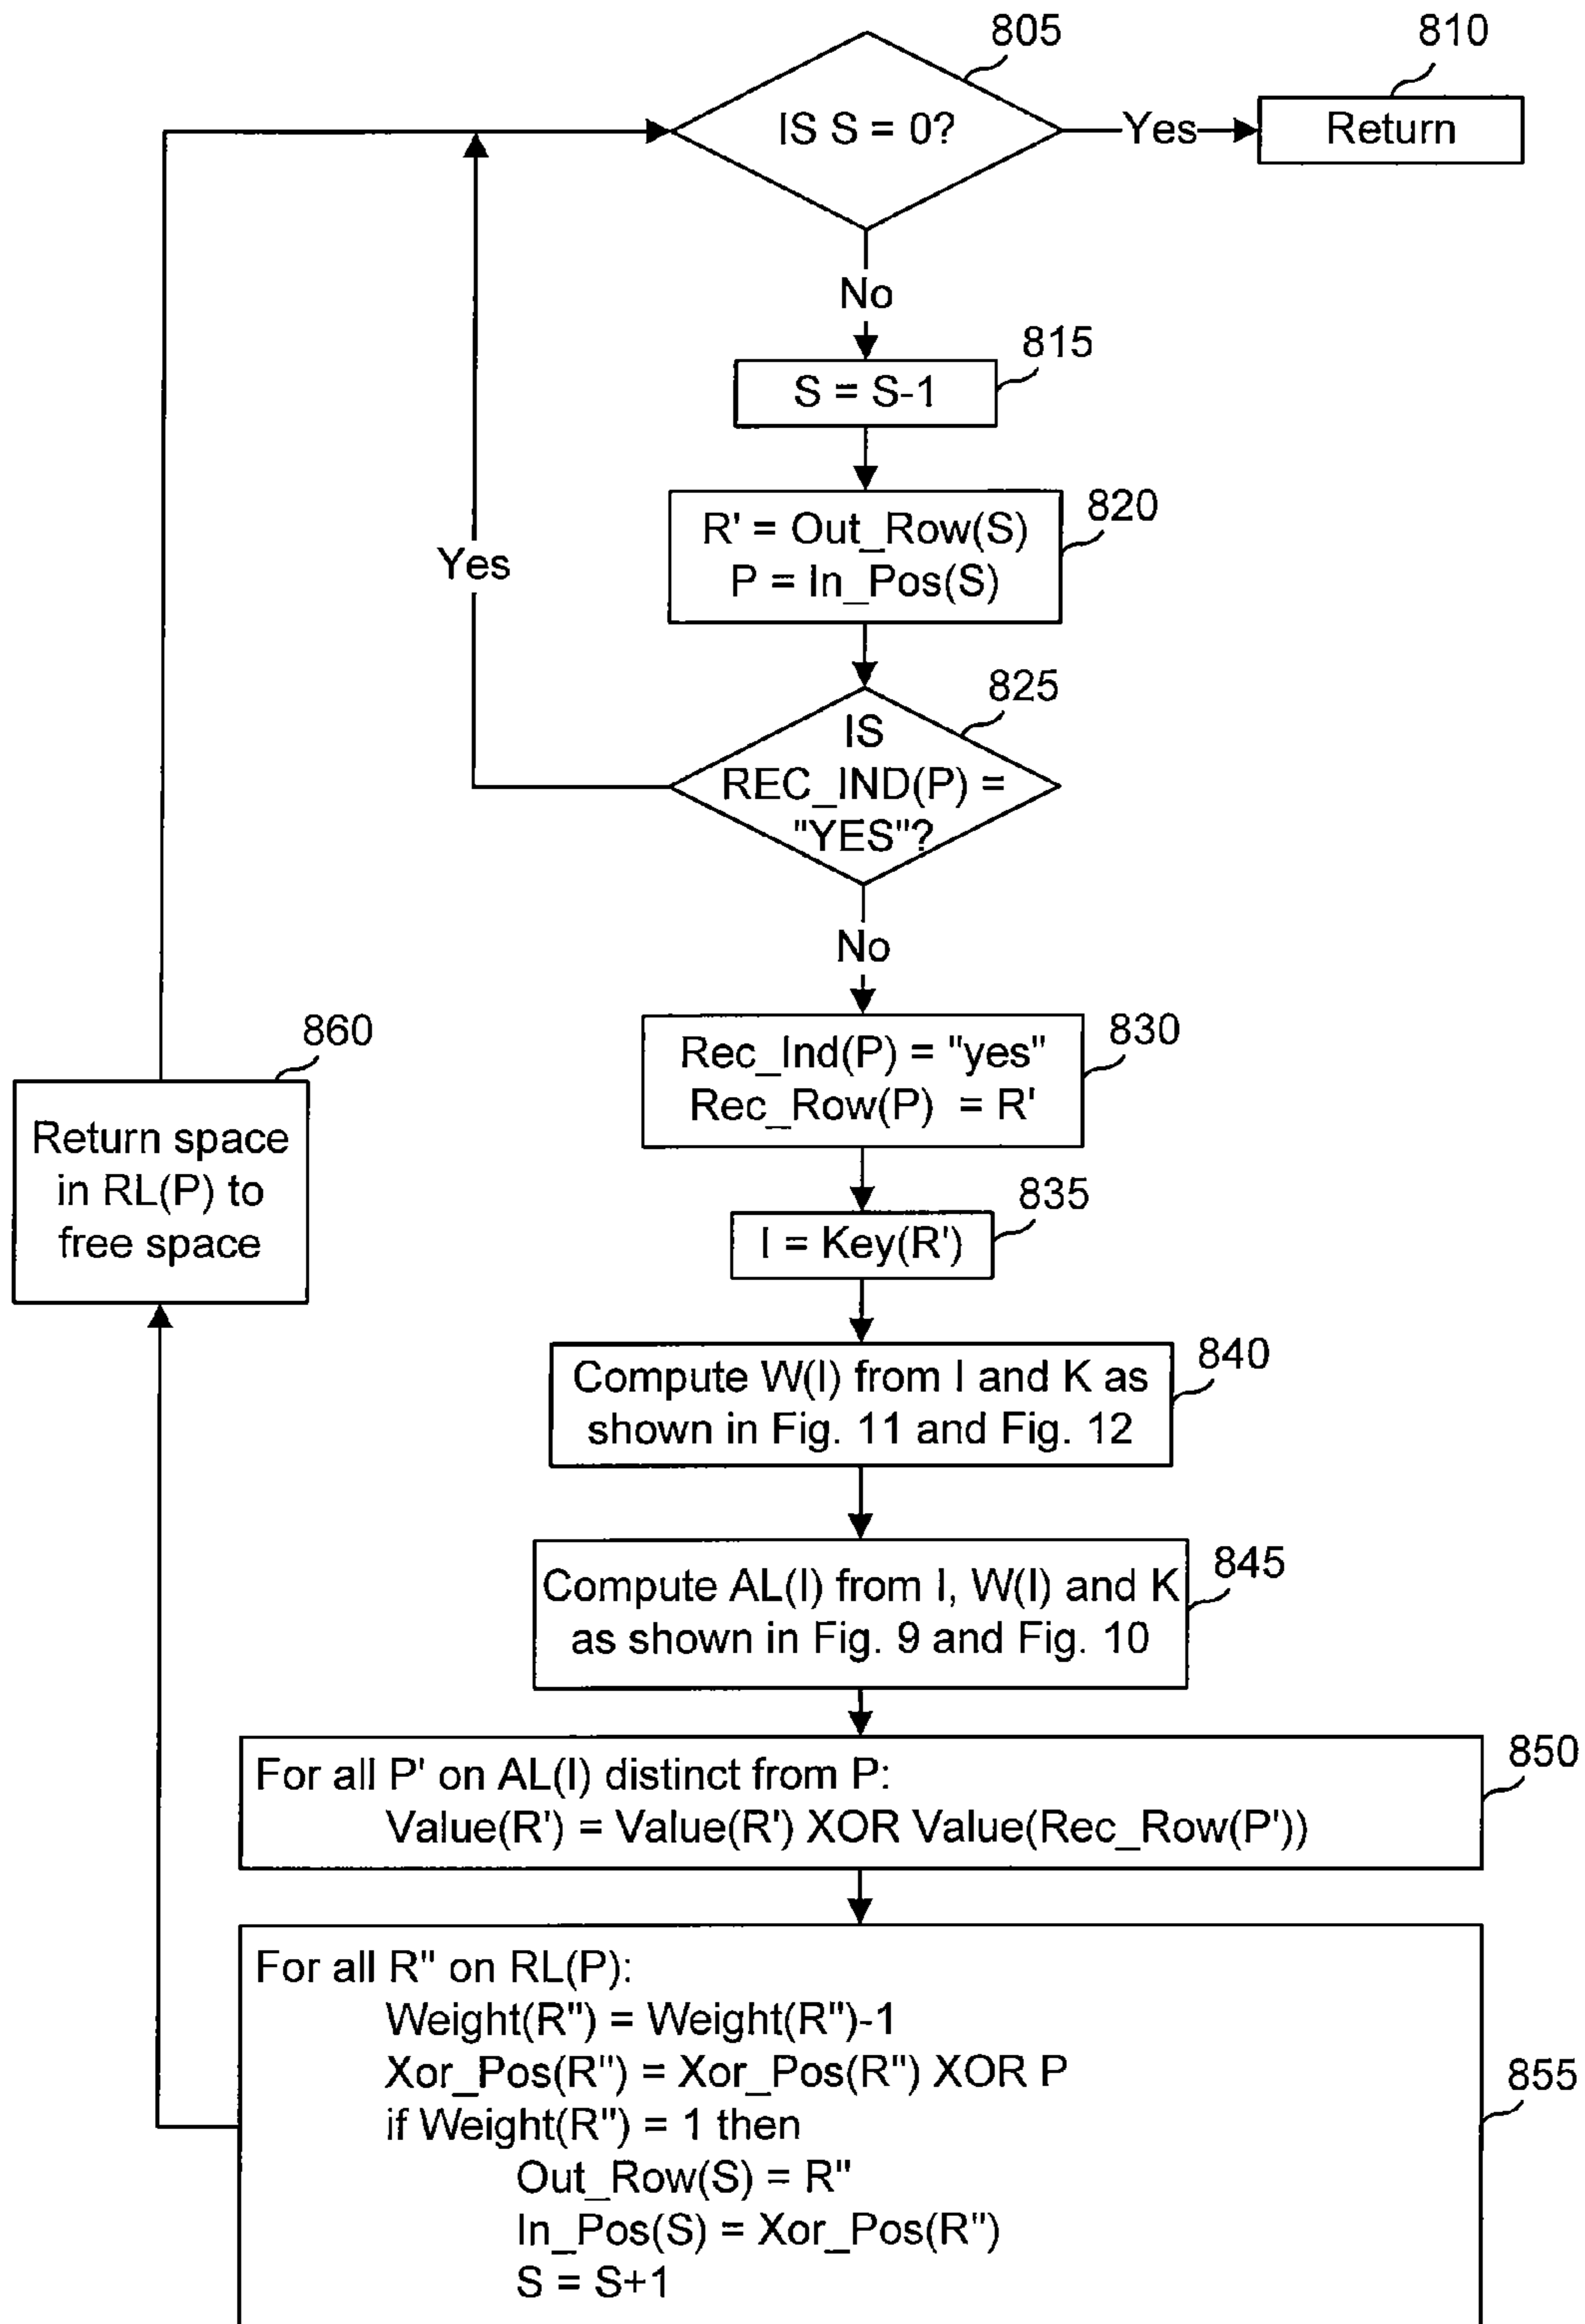 805
810
IS S = 0?
Yes
Return
No
815
S = S-1
820
R' = Out_Row(S)
P = In_Pos(S)
Yes
825
IS
REC_IND(P) =
"YES"?
No
830
Rec_Ind(P) = "yes"
Rec_Row(P) = R'
860
Return space
in RL(P) to
free space
835
I = Key(R')
840
Compute W(I) from I and K as
shown in Fig. 11 and Fig. 12
845
Compute AL(I) from I, W(I) and K
as shown in Fig. 9 and Fig. 10
850
For all P' on AL(I) distinct from P:
Value(R') = Value(R') XOR Value(Rec_Row(P'))
855
For all R" on RL(P):
Weight(R") = Weight(R")-1
Xor_Pos(R") = Xor_Pos(R") XOR P
if Weight(R") = 1 then
Out_Row(S) = R"
In_Pos(S) = Xor_Pos(R")
S = S+1